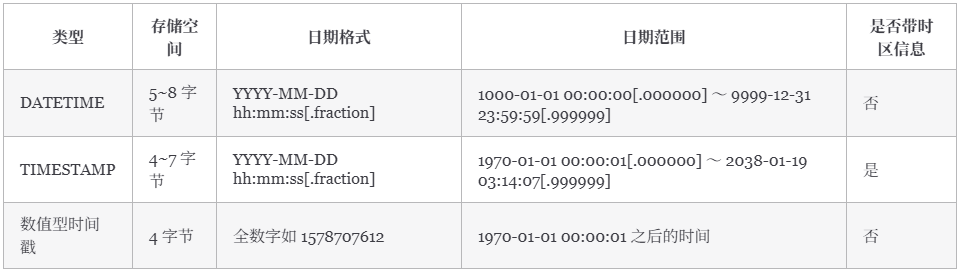 类型
存储空
间
日期格式
日期范围
是否带时
区信息
DATETIME
5~8 字
节
YYYY-MM-DD
hh:mm:ss[.fraction]
1000-01-01 00:00:00[.000000] ～ 9999-12-31
23:59:59[.999999]
否
TIMESTAMP
4~7 字
节
YYYY-MM-DD
hh:mm:ss[.fraction]
1970-01-01 00:00:01[.000000] ～ 2038-01-19
03:14:07[.999999]
是
数值型时间
戳
4 字节
全数字如 1578707612
1970-01-01 00:00:01 之后的时间
否